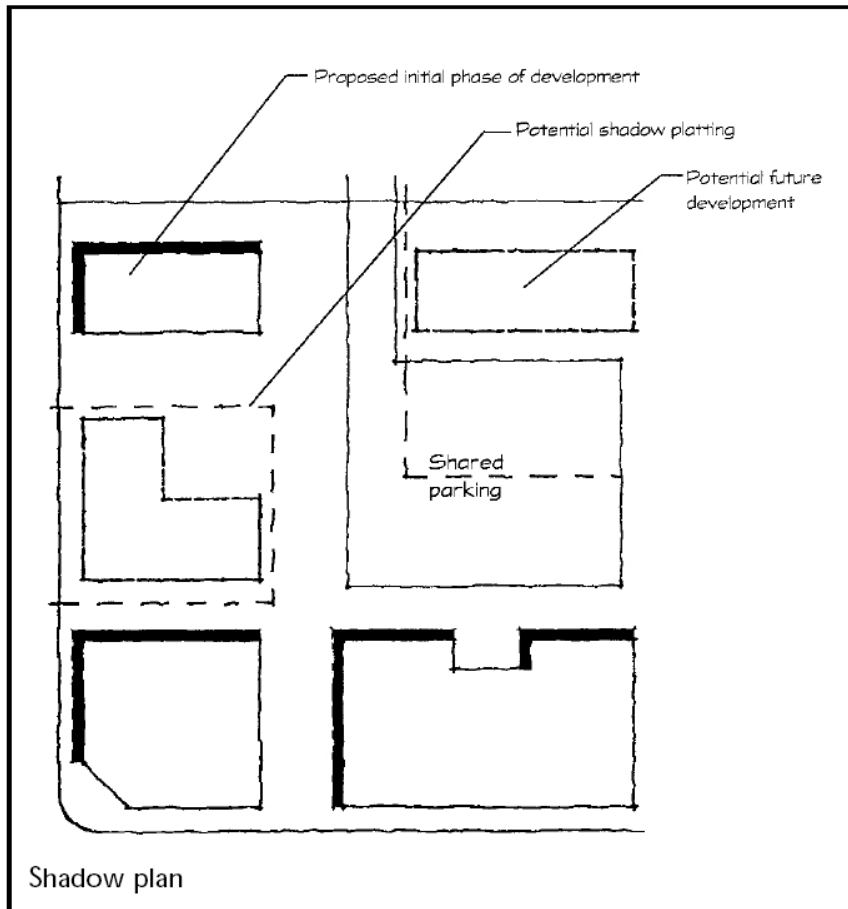 Proposed initial phase of development
Potential shadow platting
Potential future
development
Shared
parking
Shadow plan